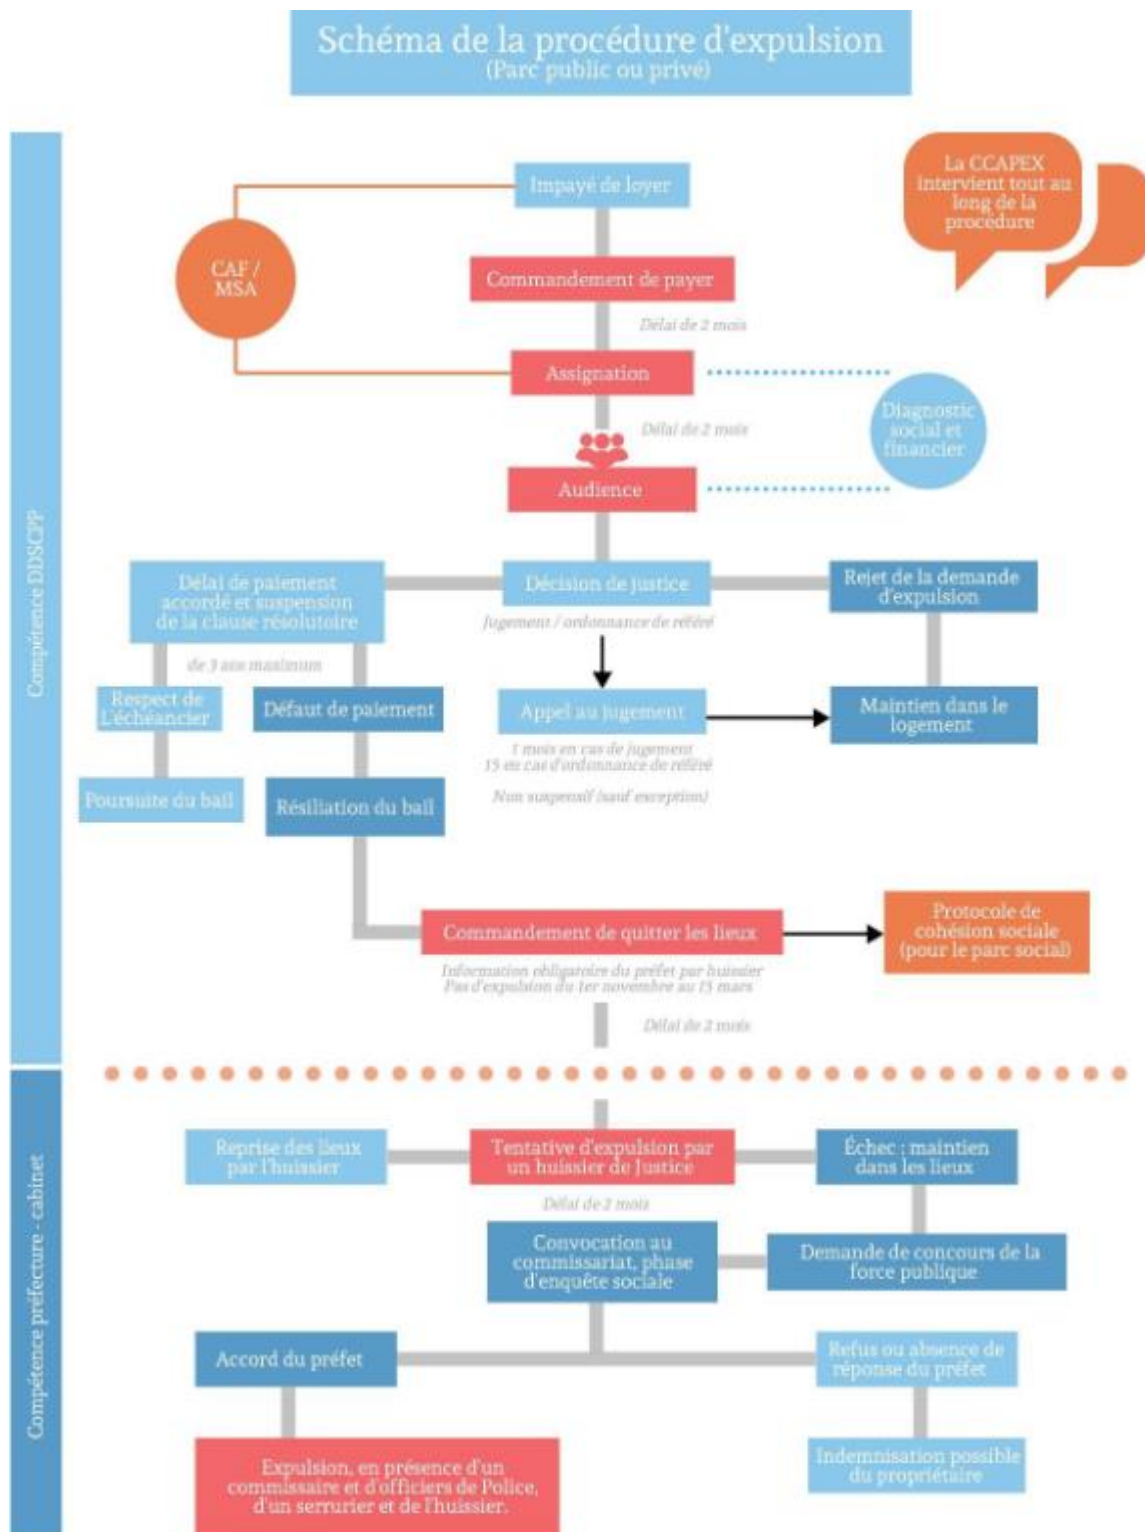 Schéma de la procédure d'expulsion
(Parc public ou privé)
La CCAPEX
intervient tout au
long de la
procédure
Impayé de loyer
CAF /
MSA
Commandement de payer
Délai de 2 mois
Assignation
Diagnostic
social et
financier
Délai de 2 mois
Audience
Compétence DDSCPP
Délai de paiement
accordé et suspension
de la clause résolutoire
Décision de justice
Rejet de la demande
d'expulsion
Jugement / ordonnance de référé
de 3 ans maximum
Respect de
L'échéancier
Défaut de paiement
Appel au jugement
Maintien dans le
logement
1 mois en cas de jugement
15 en cas d'ordonnance de référé
Non suspensif (sauf exception)
Poursuite du bail
Résiliation du bail
Commandement de quitter les lieux
Protocole de
cohésion sociale
(pour le parc social)
Information obligatoire du préfet par huissier
Pas d'expulsion du 1er novembre au 15 mars
Délai de 2 mois
Compétence préfecture - cabinet
Reprise des lieux
par l'huissier
Tentative d'expulsion par
un huissier de Justice
Échec : maintien
dans les lieux
Délai de 2 mois
Convocation au
commissariat, phase
d'enquête sociale
Demande de concours de la
force publique
Accord du préfet
Refus ou absence de
réponse du préfet
Expulsion, en présence d'un
commissaire et d'officiers de Police,
d'un serrurier et de l'huissier.
Indemnisation possible
du propriétaire